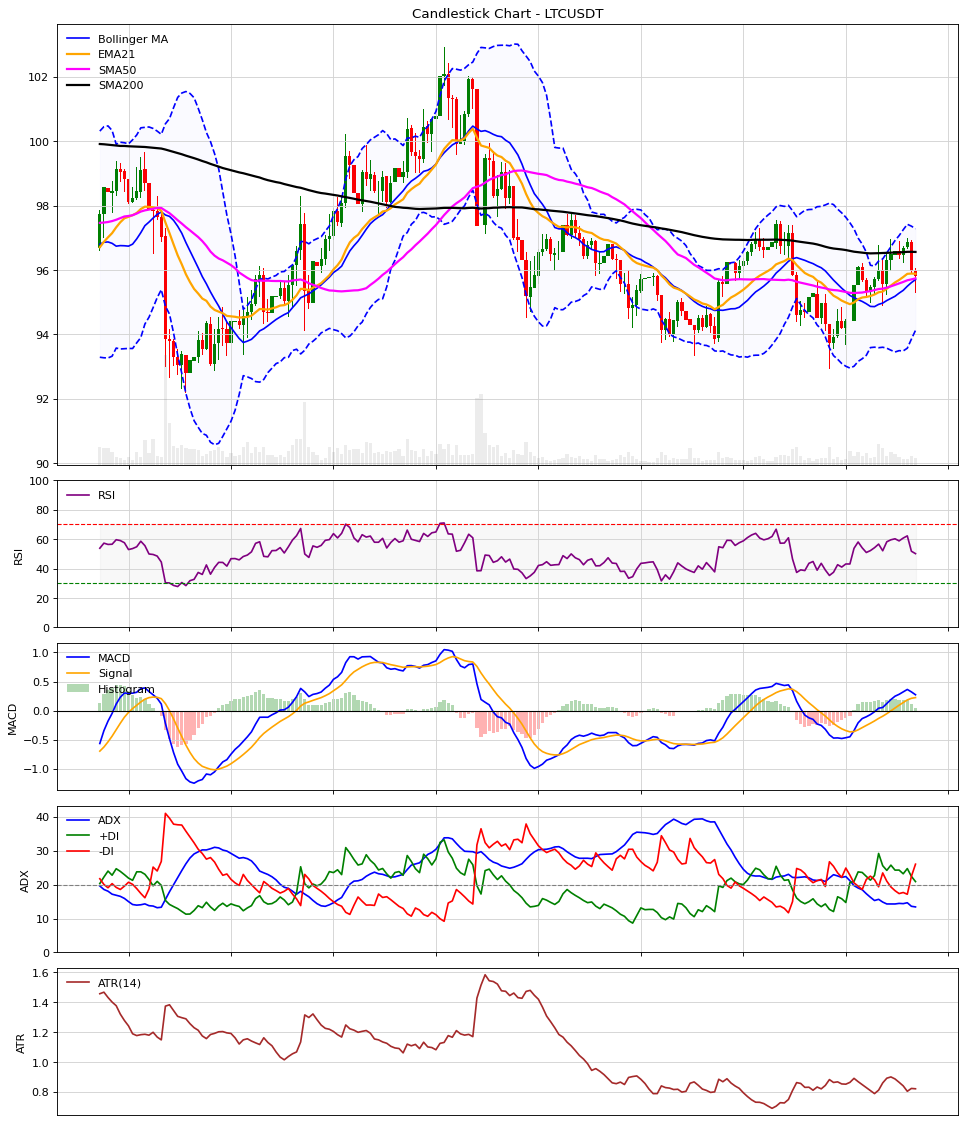 Candlestick Chart - LTCUSDT
Bollinger MA
EMA21
SMA50
SMA200
102
100
98
96
94
92
90
RSI
RSI
100
80
60
40
20
0
MACD
Signal
Histogram
MACD
1.0
0.5
0.0
−0.5
−1.0
ADX
+DI
-DI
ADX
40
30
20
10
0
ATR(14)
ATR
1.6
1.4
1.2
1.0
0.8